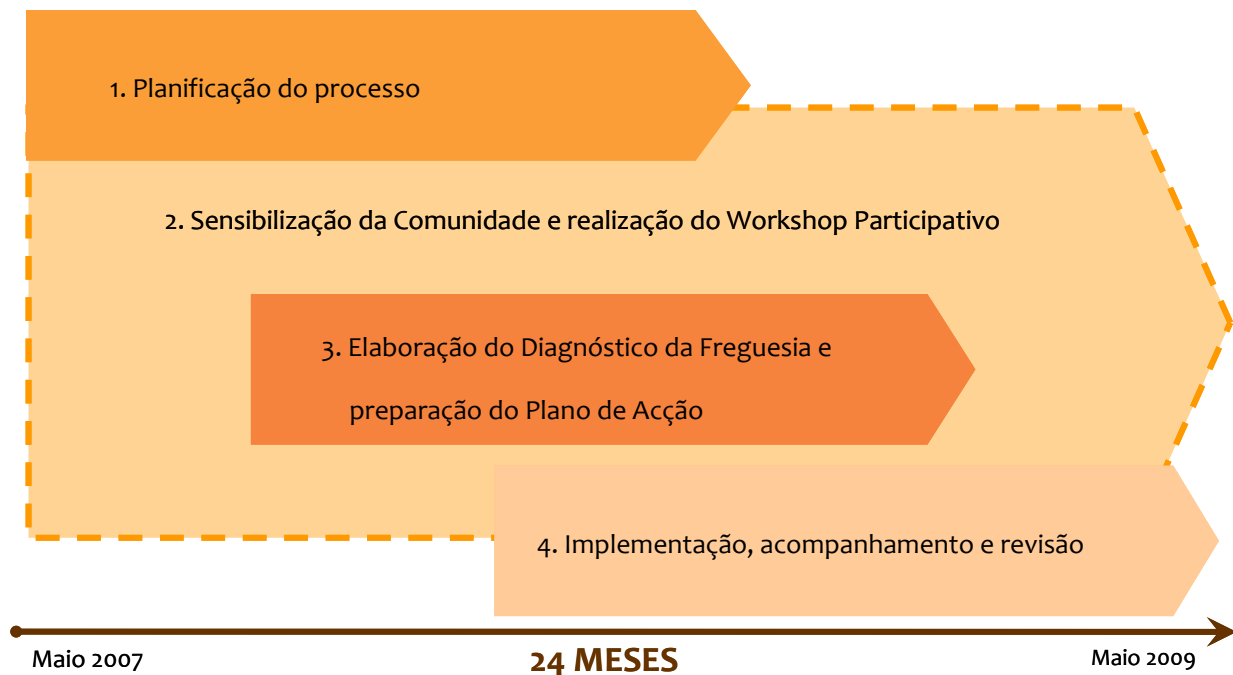 1. Planificação do processo
2. Sensibilização da Comunidade e realização do Workshop Participativo
3. Elaboração do Diagnóstico da Freguesia e
preparação do Plano de Acção
4. Implementação, acompanhamento e revisão
Maio 2007
24 MESES
Maio 2009